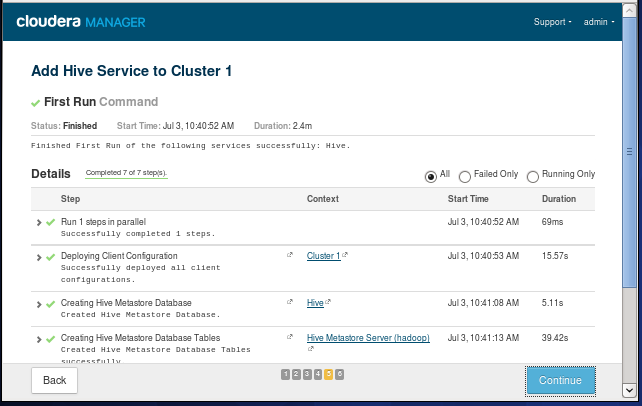 cloudera MANAGER Support admin
Add Hive Service to Cluster 1
First Run Command
Status: Finished Start Time: Jul 3, 10:40:52 AM Duration: 2.4m
Finished First Run of the following services successfully: Hive.
Details Completed 7 of 7 step(s). All Failed Only Running Only
Step Context Start Time Duration
Run 1 steps in parallel Jul 3, 10:40:52 AM 69ms
Successfully completed 1 steps.
Deploying Client Configuration Cluster 1 Jul 3, 10:40:53 AM 15.57s
Successfully deployed all client
configurations.
Creating Hive Metastore Database Hive Jul 3, 10:41:08 AM 5.11s
Created Hive Metastore Database.
Creating Hive Metastore Database Tables Hive Metastore Server (hadoop) Jul 3, 10:41:13 AM 39.42s
Created Hive Metastore Database Tables
successfully.
Back 1 2 3 4 5 6 Continue